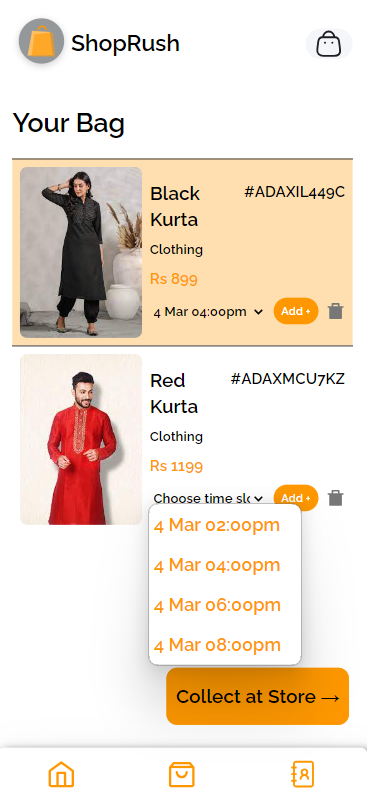 ShopRush
Your Bag
Black Kurta
#ADAXIL449C
Clothing
Rs 899
4 Mar 04:00pm
Add +
Red Kurta
#ADAXMCU7KZ
Clothing
Rs 1199
Choose time slo
Add +
4 Mar 02:00pm
4 Mar 04:00pm
4 Mar 06:00pm
4 Mar 08:00pm
Collect at Store →